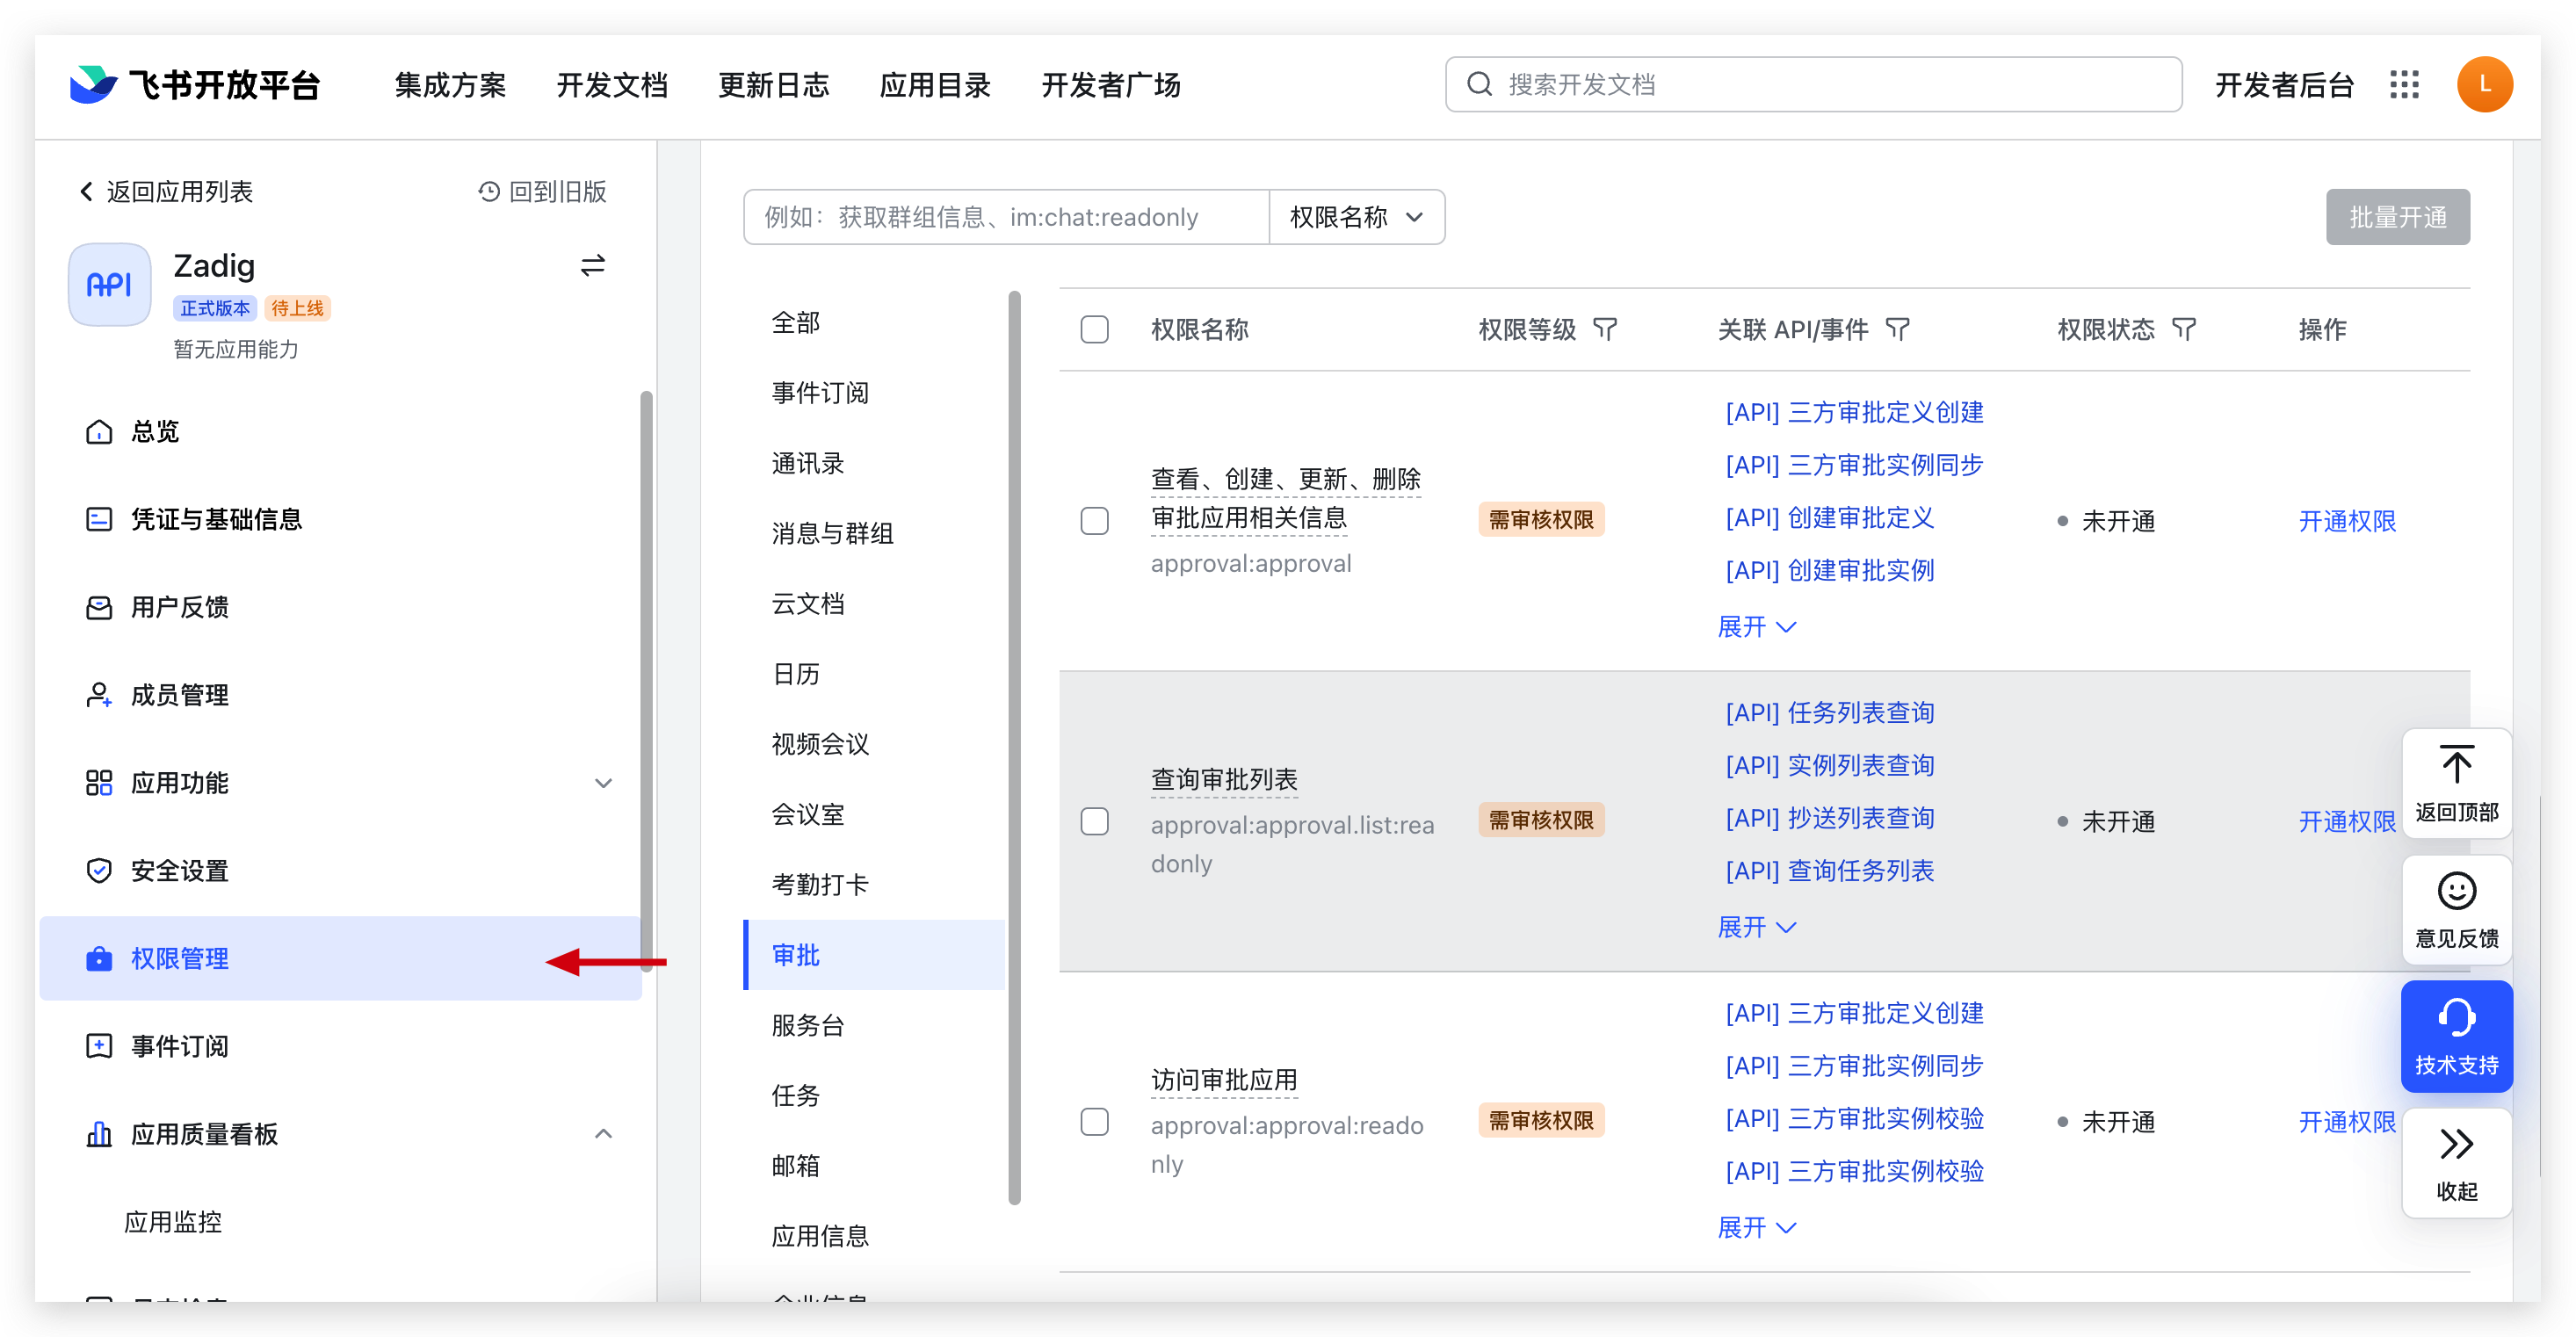 飞书开放平台
集成方案
开发文档
更新日志
应用目录
开发者广场
搜索开发文档
开发者后台
L
返回应用列表
回到旧版
API
Zadig
正式版本
待上线
暂无应用能力
总览
凭证与基础信息
用户反馈
成员管理
应用功能
安全设置
权限管理
事件订阅
应用质量看板
应用监控
例如：获取群组信息、im:chat:readonly
权限名称
批量开通
全部
事件订阅
通讯录
消息与群组
云文档
日历
视频会议
会议室
考勤打卡
审批
服务台
任务
邮箱
应用信息
权限名称
权限等级
关联 API/事件
权限状态
操作
查看、创建、更新、删除
审批应用相关信息
approval:approval
需审核权限
[API] 三方审批定义创建
[API] 三方审批实例同步
[API] 创建审批定义
[API] 创建审批实例
展开
未开通
开通权限
查询审批列表
approval:approval.list:rea
donly
需审核权限
[API] 任务列表查询
[API] 实例列表查询
[API] 抄送列表查询
[API] 查询任务列表
展开
未开通
开通权限
访问审批应用
approval:approval:reado
nly
需审核权限
[API] 三方审批定义创建
[API] 三方审批实例同步
[API] 三方审批实例校验
[API] 三方审批实例校验
展开
未开通
开通权限
返回顶部
意见反馈
技术支持
收起